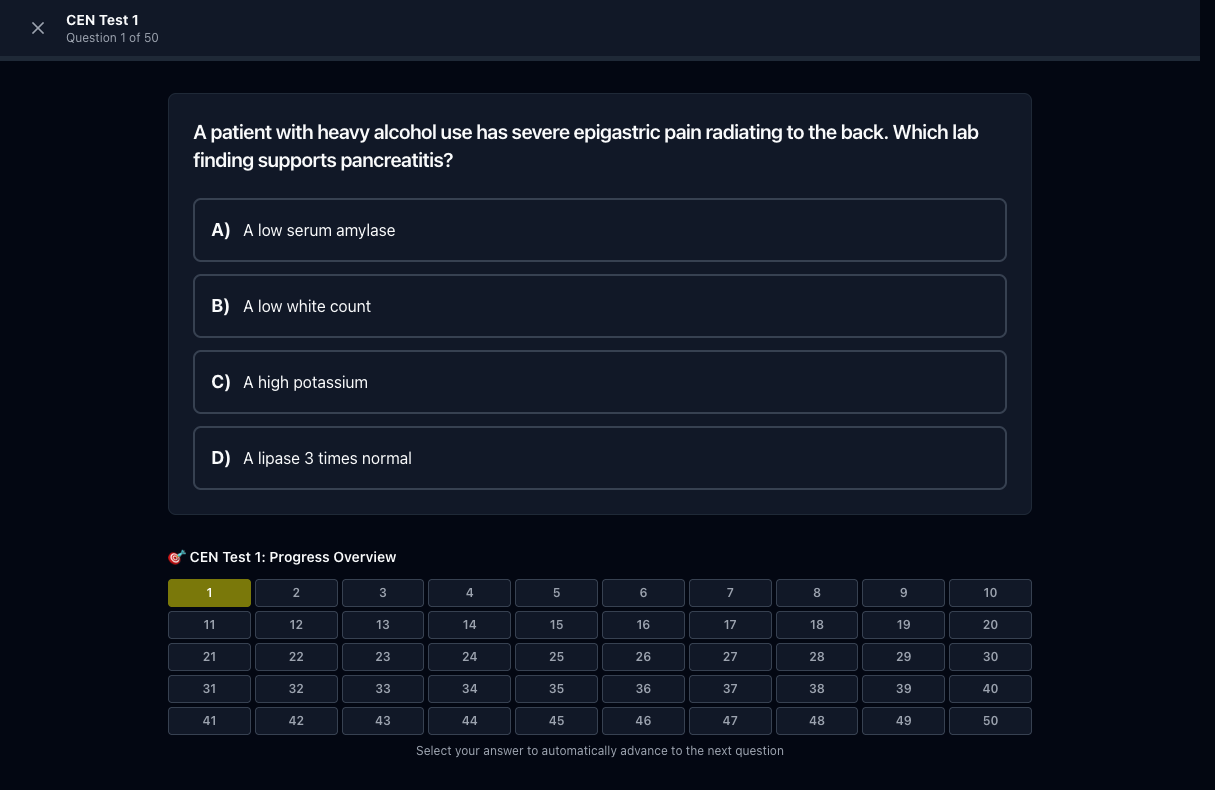 CEN Test 1
Question 1 of 50
A patient with heavy alcohol use has severe epigastric pain radiating to the back. Which lab
finding supports pancreatitis?
A) A low serum amylase
B) A low white count
C) A high potassium
D) A lipase 3 times normal
🎯 CEN Test 1: Progress Overview
1 2 3 4 5 6 7 8 9 10
11 12 13 14 15 16 17 18 19 20
21 22 23 24 25 26 27 28 29 30
31 32 33 34 35 36 37 38 39 40
41 42 43 44 45 46 47 48 49 50
Select your answer to automatically advance to the next question